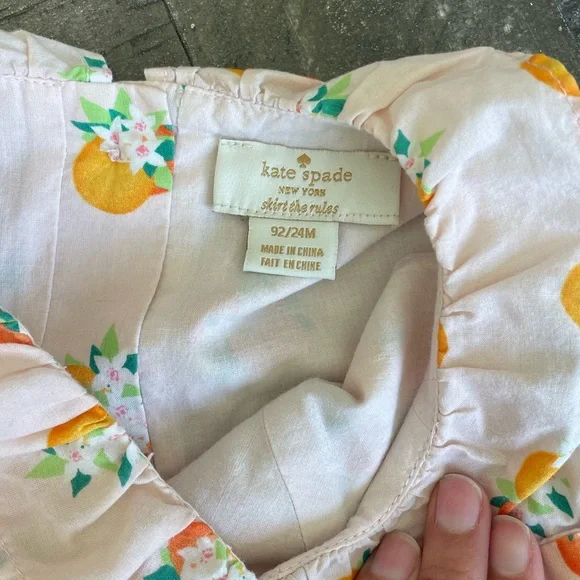 kate spade
NEW YORK
skirt the rules
92/24M
MADE IN CHINA
FAIT EN CHINE